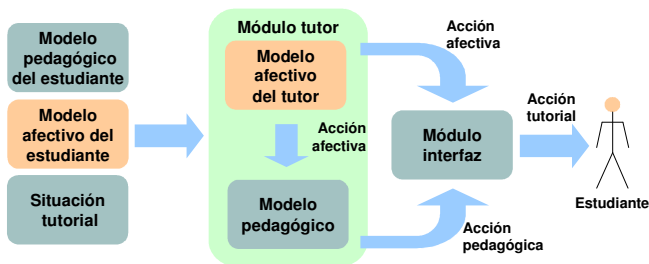 Modelo
pedagógico
del estudiante
Modelo
afectivo del
estudiante
Situación
tutorial
Módulo tutor
Modelo
afectivo
del tutor
Acción
afectiva
Modelo
pedagógico
Acción
afectiva
Módulo
interfaz
Acción
pedagógica
Acción
tutorial
Estudiante